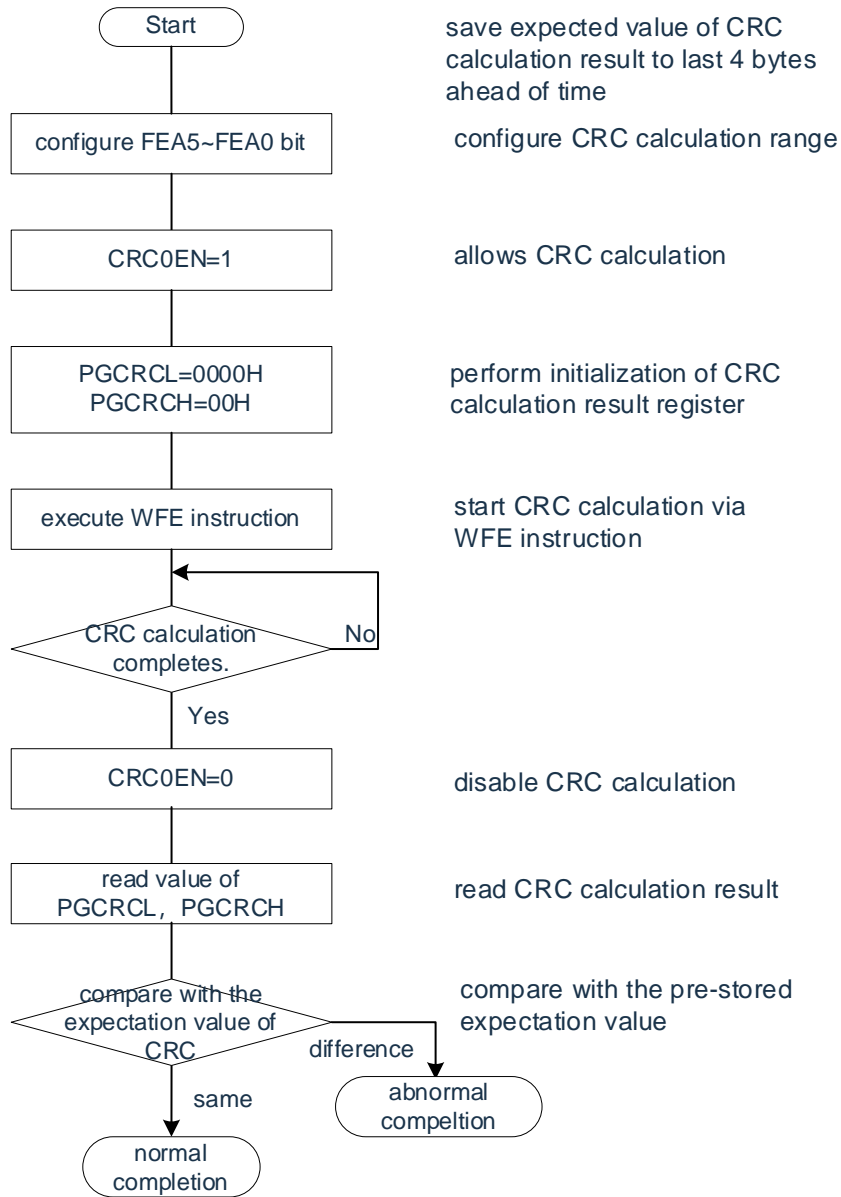 Start
save expected value of CRC
calculation result to last 4 bytes
ahead of time
configure FEA5~FEA0 bit
configure CRC calculation range
CRC0EN=1
allows CRC calculation
PGCRCL=0000H
PGCRCH=00H
perform initialization of CRC
calculation result register
execute WFE instruction
start CRC calculation via
WFE instruction
CRC calculation
completes.
No
Yes
CRC0EN=0
disable CRC calculation
read value of
PGCRCL, PGCRCH
read CRC calculation result
compare with the
expectation value of
CRC
compare with the pre-stored
expectation value
difference
same
abnormal
compeltion
normal
completion